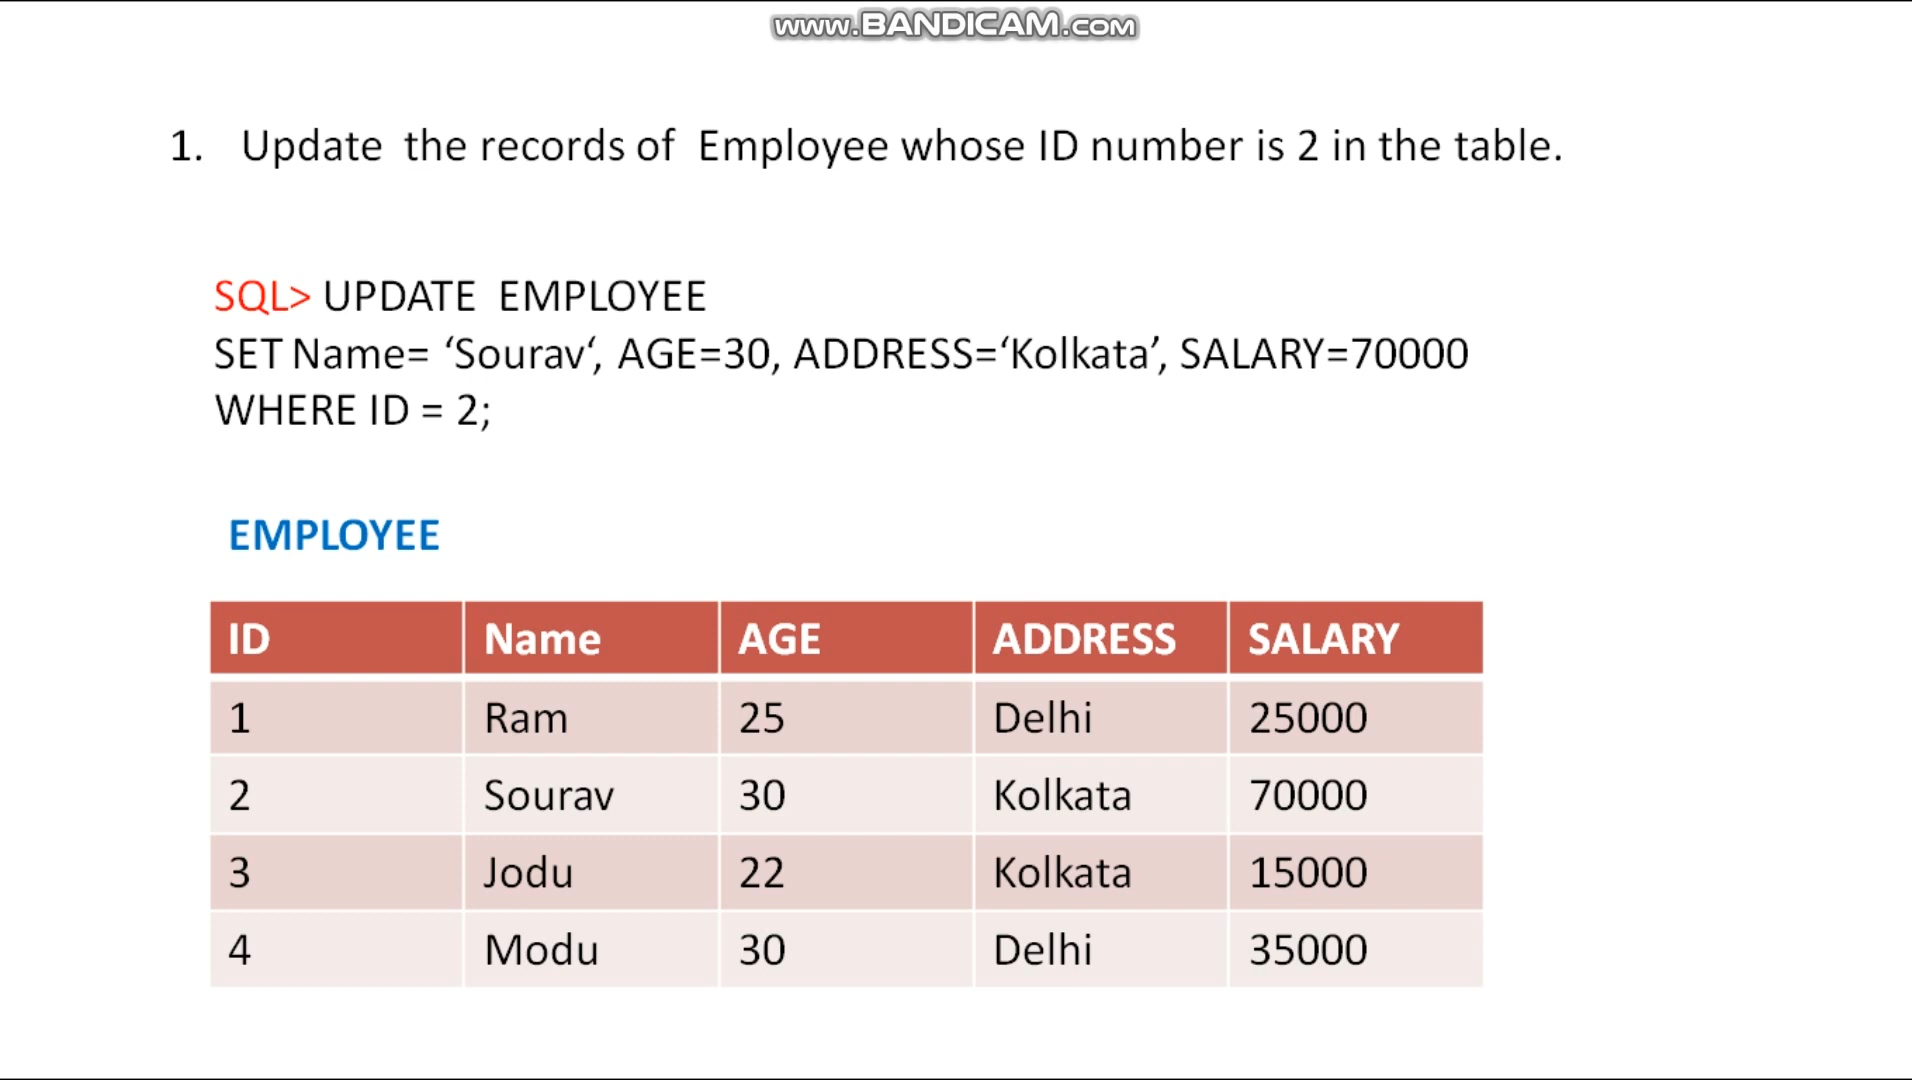 www.BANDICAM.com
1. Update the records of Employee whose ID number is 2 in the table.
SQL> UPDATE EMPLOYEE
SET Name= ‘Sourav‘, AGE=30, ADDRESS=‘Kolkata’, SALARY=70000
WHERE ID = 2;
EMPLOYEE
ID Name AGE ADDRESS SALARY
1 Ram 25 Delhi 25000
2 Sourav 30 Kolkata 70000
3 Jodu 22 Kolkata 15000
4 Modu 30 Delhi 35000